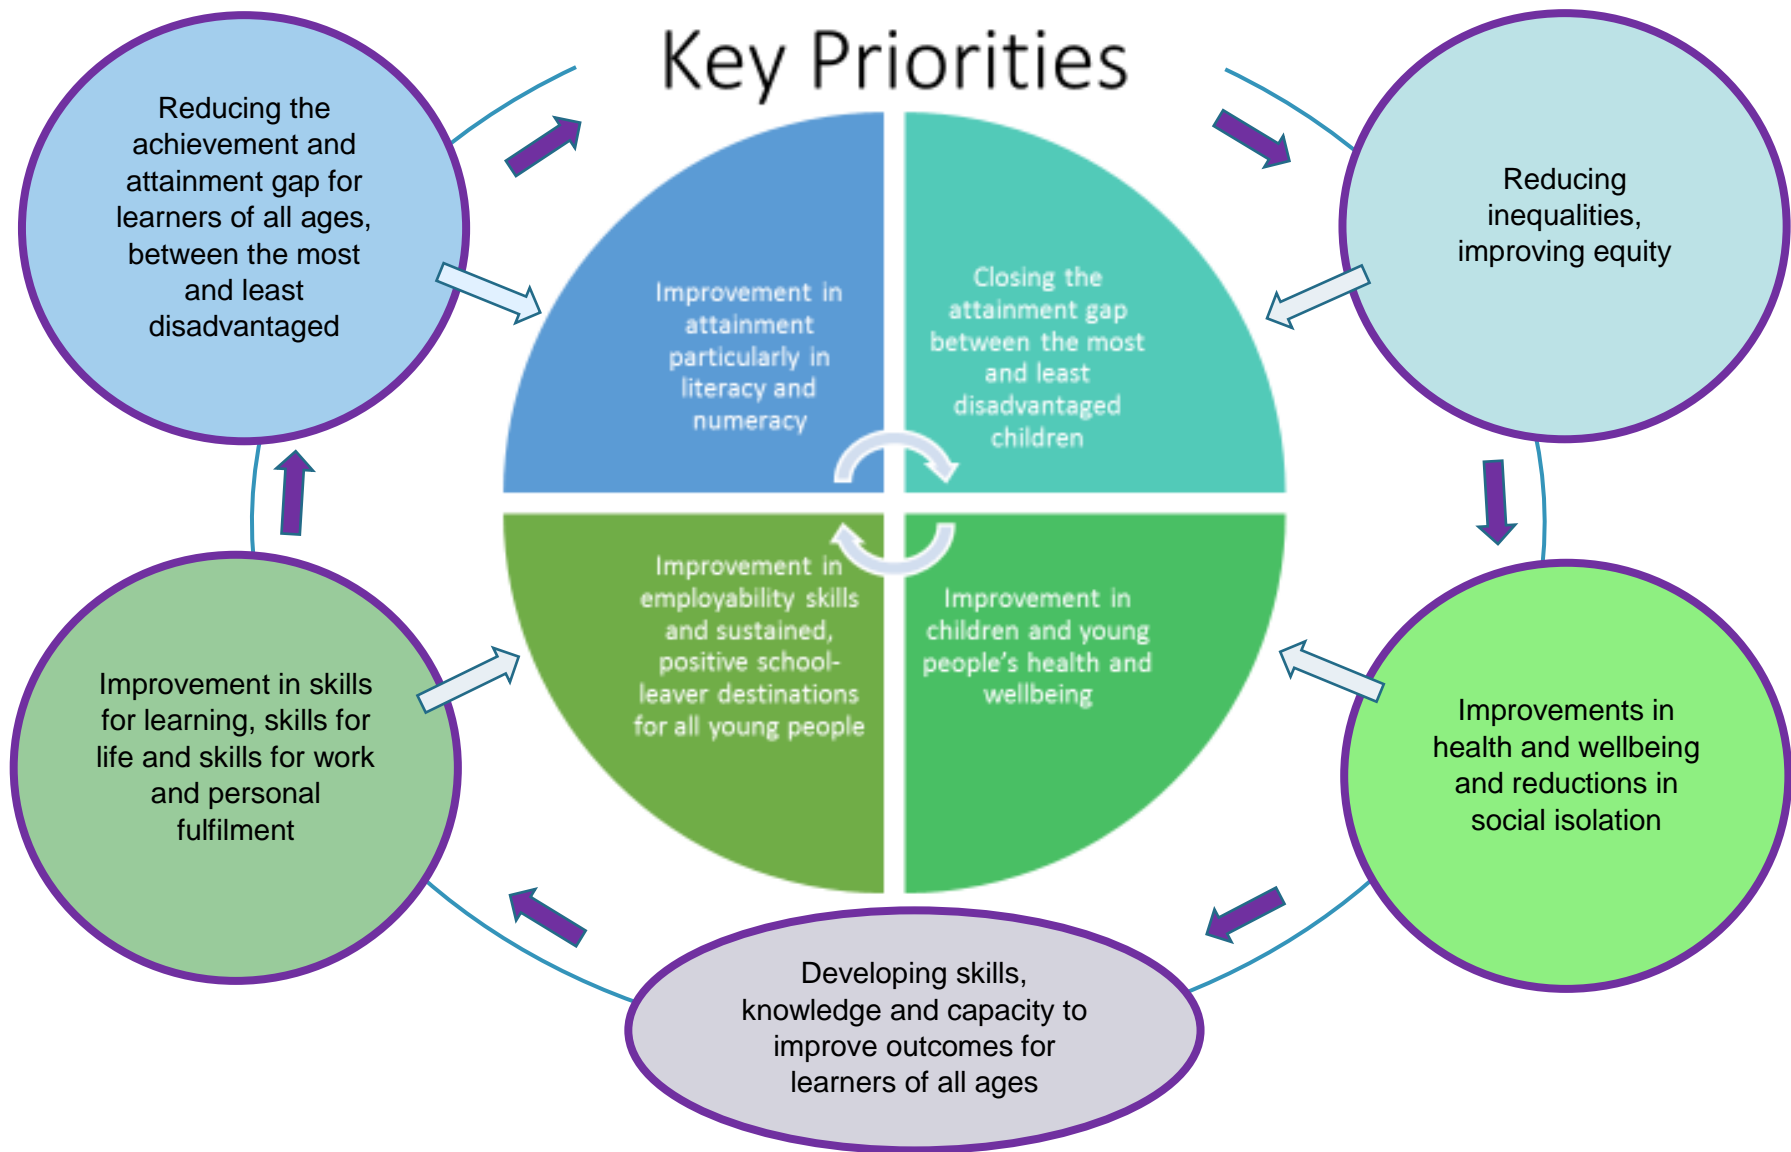 Key Priorities
Reducing the
achievement and
attainment gap for
learners of all ages,
between the most
and least
disadvantaged
Improvement in
attainment
particularly in
literacy and
numeracy
Closing the
attainment gap
between the most
and least
disadvantaged
children
Reducing
inequalities,
improving equity
Improvement in skills
for learning, skills for
life and skills for work
and personal
fulfilment
Improvement in
employability skills
and sustained,
positive school-
leaver destinations
for all young people
Improvement in
children and young
people's health and
wellbeing
Improvements in
health and wellbeing
and reductions in
social isolation
Developing skills,
knowledge and capacity to
improve outcomes for
learners of all ages